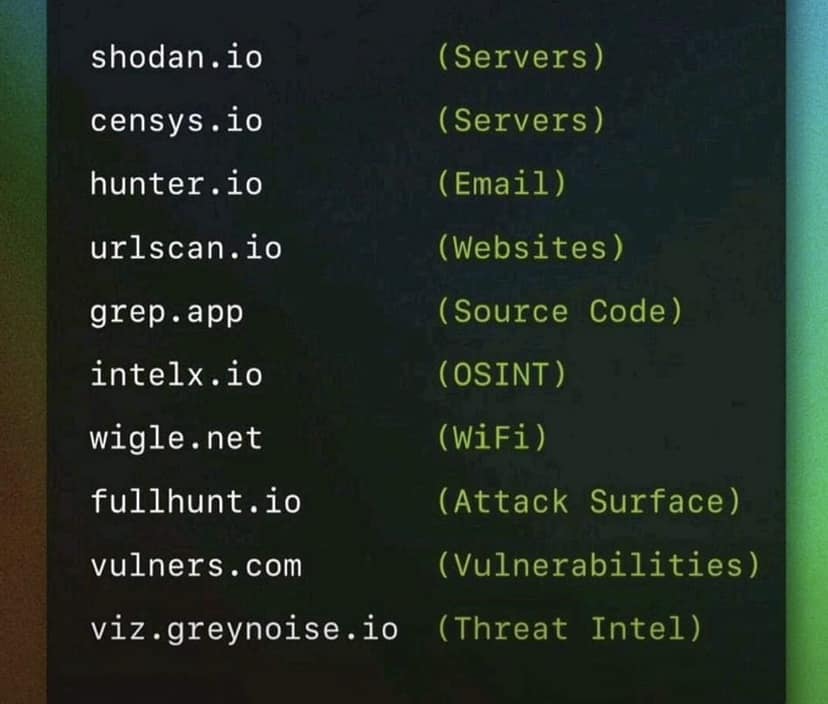 shodan.io (Servers)
censys.io (Servers)
hunter.io (Email)
urlscan.io (Websites)
grep.app (Source Code)
intelx.io (OSINT)
wigle.net (WiFi)
fullhunt.io (Attack Surface)
vulners.com (Vulnerabilities)
viz.greynoise.io (Threat Intel)